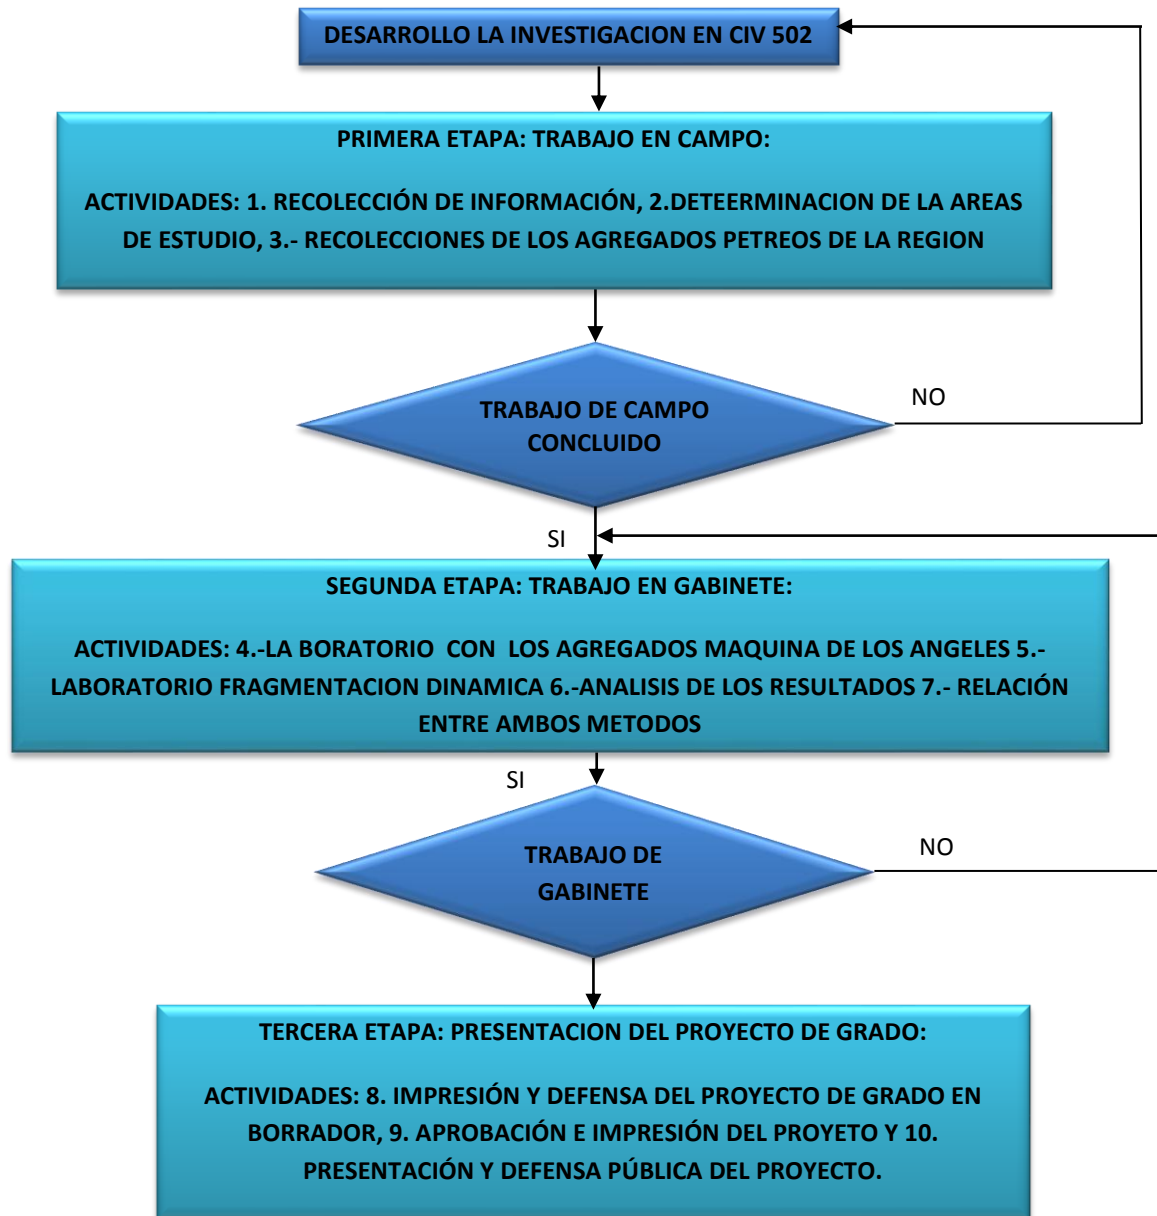 DESARROLLO LA INVESTIGACION EN CIV 502
PRIMERA ETAPA: TRABAJO EN CAMPO:
ACTIVIDADES: 1. RECOLECCIÓN DE INFORMACIÓN, 2.DETEERMINACION DE LA AREAS
DE ESTUDIO, 3.- RECOLECCIONES DE LOS AGREGADOS PETREOS DE LA REGION
TRABAJO DE CAMPO
CONCLUIDO
NO
SI
SEGUNDA ETAPA: TRABAJO EN GABINETE:
ACTIVIDADES: 4.-LA BORATORIO CON LOS AGREGADOS MAQUINA DE LOS ANGELES 5.-
LABORATORIO FRAGMENTACION DINAMICA 6.-ANALISIS DE LOS RESULTADOS 7.- RELACIÓN
ENTRE AMBOS METODOS
SI
TRABAJO DE
GABINETE
NO
TERCERA ETAPA: PRESENTACION DEL PROYECTO DE GRADO:
ACTIVIDADES: 8. IMPRESIÓN Y DEFENSA DEL PROYECTO DE GRADO EN
BORRADOR, 9. APROBACIÓN E IMPRESIÓN DEL PROYETO Y 10.
PRESENTACIÓN Y DEFENSA PÚBLICA DEL PROYECTO.